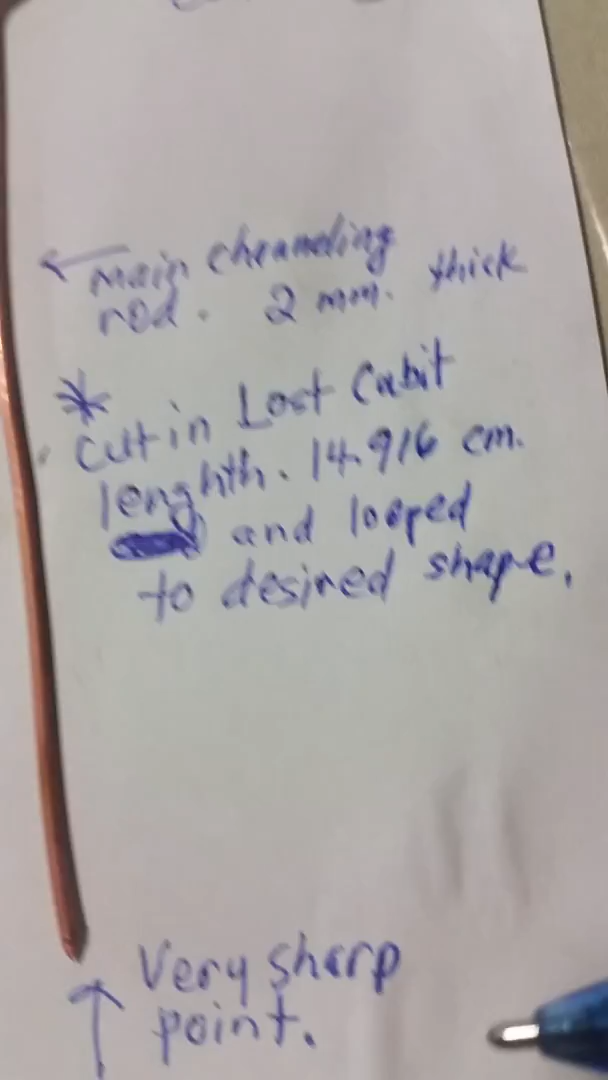 main channeling
rod. 2 mm. thick
*
cut in Lost Cubit
lenghth. 14.916 cm.
and looped
to desired shape.
Very sharp
point.